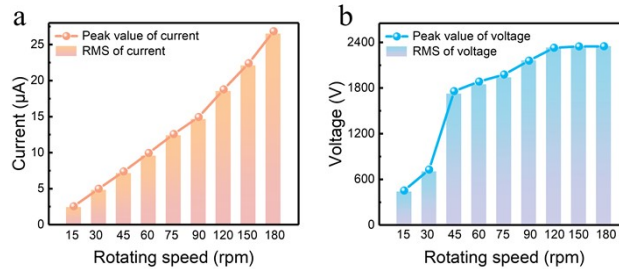 a
Peak value of current
RMS of current
Current (μA)
25
20
15
10
5
0
15 30 45 60 75 90 120 150 180
Rotating speed (rpm)
b
Peak value of voltage
RMS of voltage
Voltage (V)
2400
1800
1200
600
0
15 30 45 60 75 90 120 150 180
Rotating speed (rpm)